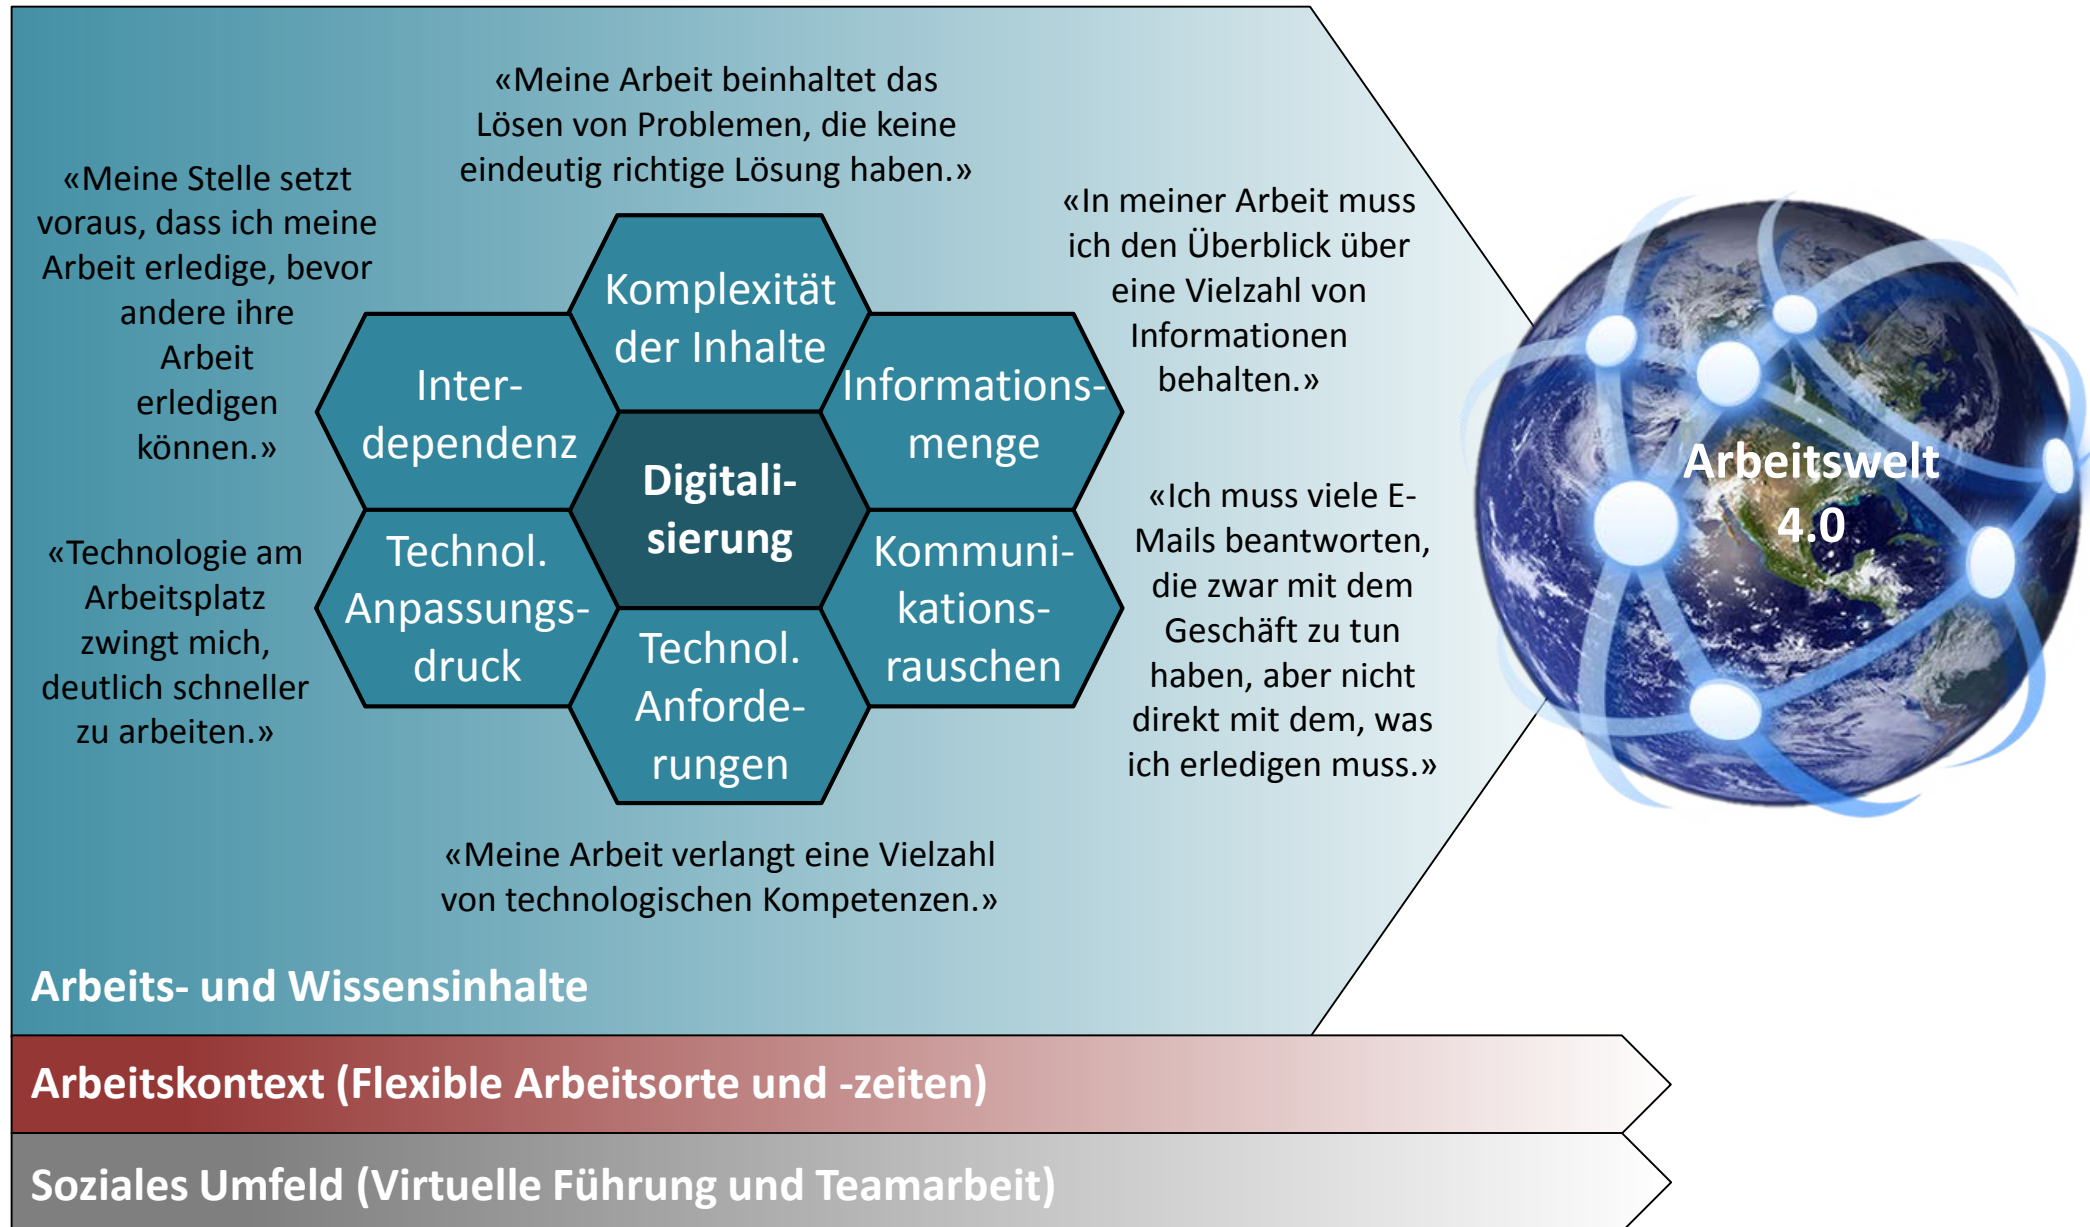 «Meine Arbeit beinhaltet das
Lösen von Problemen, die keine
eindeutig richtige Lösung haben.»
«Meine Stelle setzt
voraus, dass ich meine
Arbeit erledige, bevor
andere ihre
Arbeit
erledigen
können.»
«In meiner Arbeit muss
ich den Überblick über
eine Vielzahl von
Informationen
behalten.»
Komplexität
der Inhalte
Inter-
dependenz
Informations-
menge
Digitali-
sierung
Technol.
Anpassungs-
druck
Kommuni-
kations-
rauschen
Technol.
Anforde-
rungen
«Technologie am
Arbeitsplatz
zwingt mich,
deutlich schneller
zu arbeiten.»
«Ich muss viele E-
Mails beantworten,
die zwar mit dem
Geschäft zu tun
haben, aber nicht
direkt mit dem, was
ich erledigen muss.»
«Meine Arbeit verlangt eine Vielzahl
von technologischen Kompetenzen.»
Arbeitswelt
4.0
Arbeits- und Wissensinhalte
Arbeitskontext (Flexible Arbeitsorte und -zeiten)
Soziales Umfeld (Virtuelle Führung und Teamarbeit)